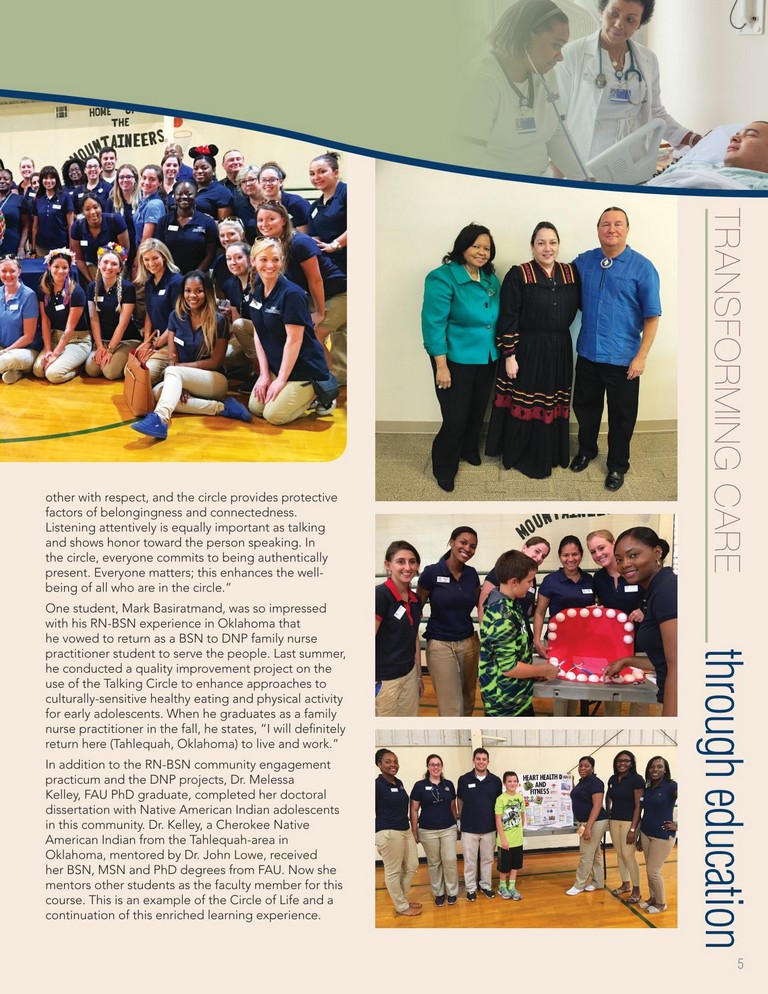 HOME OF
THE
MOUNTAINEERS
TRANSFORMING CARE
through education
other with respect, and the circle provides protective
factors of belongingness and connectedness.
Listening attentively is equally important as talking
and shows honor toward the person speaking. In
the circle, everyone commits to being authentically
present. Everyone matters; this enhances the well-
being of all who are in the circle.”
One student, Mark Basiratmand, was so impressed
with his RN-BSN experience in Oklahoma that
he vowed to return as a BSN to DNP family nurse
practitioner student to serve the people. Last summer,
he conducted a quality improvement project on the
use of the Talking Circle to enhance approaches to
culturally-sensitive healthy eating and physical activity
for early adolescents. When he graduates as a family
nurse practitioner in the fall, he states, “I will definitely
return here (Tahlequah, Oklahoma) to live and work.”
In addition to the RN-BSN community engagement
practicum and the DNP projects, Dr. Melessa
Kelley, FAU PhD graduate, completed her doctoral
dissertation with Native American Indian adolescents
in this community. Dr. Kelley, a Cherokee Native
American Indian from the Tahlequah-area in
Oklahoma, mentored by Dr. John Lowe, received
her BSN, MSN and PhD degrees from FAU. Now she
mentors other students as the faculty member for this
course. This is an example of the Circle of Life and a
continuation of this enriched learning experience.
HEART HEALTH
AND
FITNESS
5